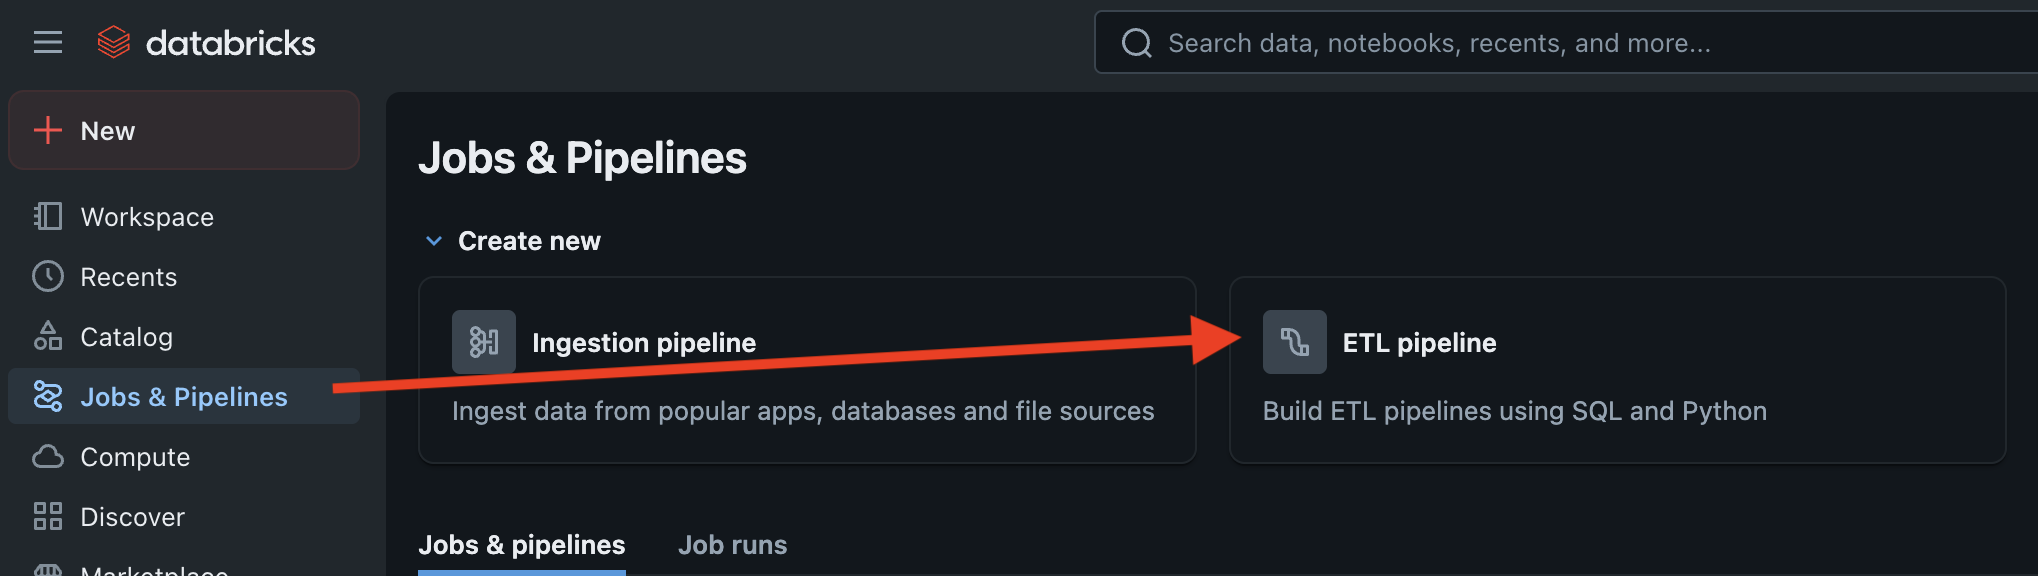 databricks
Search data, notebooks, recents, and more...
New
Workspace
Recents
Catalog
Jobs & Pipelines
Compute
Discover
Marketplace
Jobs & Pipelines
Create new
Ingestion pipeline
Ingest data from popular apps, databases and file sources
ETL pipeline
Build ETL pipelines using SQL and Python
Jobs & pipelines
Job runs